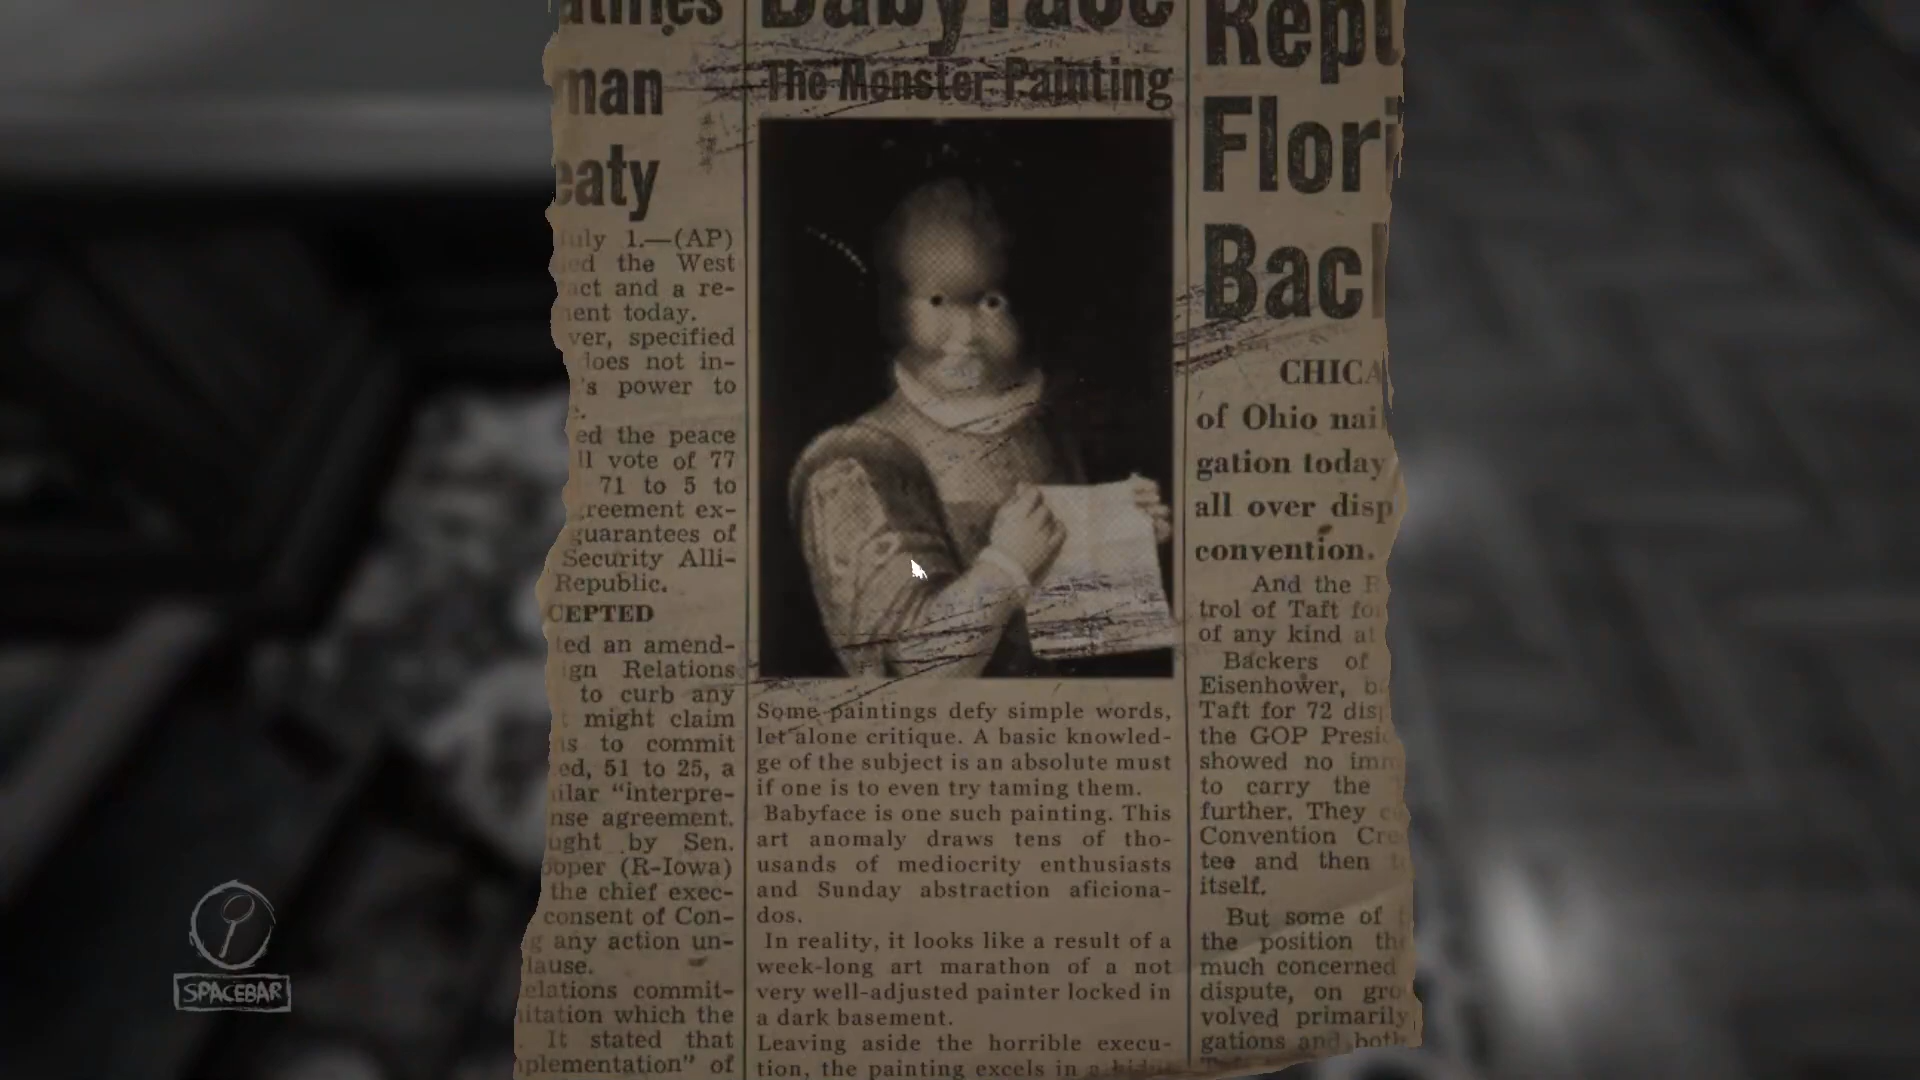 man
eaty
July 1.—(AP)
ed the West
act and a re-
ment today.
ver, specified
does not in-
's power to
ed the peace
ll vote of 77
71 to 5 to
greement ex-
guarantees of
Security Alli-
Republic.
CEPTED
ted an amend-
ign Relations
to curb any
t might claim
ns to commit
ed, 51 to 25, a
ilar “interpre-
nse agreement.
ught by Sen.
ooper (R-Iowa)
the chief exec-
consent of Con-
g any action un-
lause.
elations commit-
itation which the
. It stated that
plementation” of
Babyface
The Monster Painting
Some paintings defy simple words,
let alone critique. A basic knowled-
ge of the subject is an absolute must
if one is to even try taming them.
Babyface is one such painting. This
art anomaly draws tens of tho-
usands of mediocrity enthusiasts
and Sunday abstraction aficiona-
dos.
In reality, it looks like a result of a
week-long art marathon of a not
very well-adjusted painter locked in
a dark basement.
Leaving aside the horrible execu-
tion, the painting excels in a
Repu
Flori
Bac
CHICA
of Ohio nai
gation today
all over disp
convention.
And the
trol of Taft for
of any kind at
Backers of
Eisenhower, b
Taft for 72 dis
the GOP Presi
showed no im
to carry the
further. They
Convention Cre
tee and then t
itself.
But some of
the position th
much concerned
dispute, on gro
volved primarily
gations and both
SPACEBAR